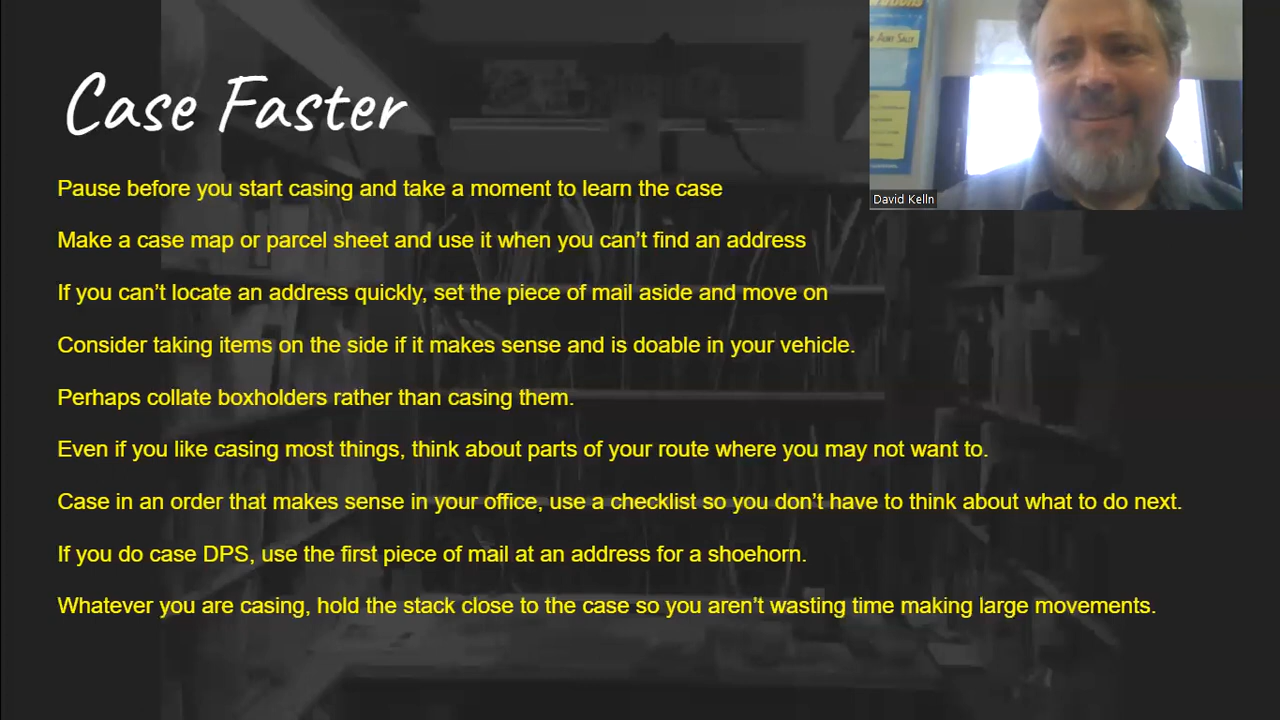 Case Faster
Pause before you start casing and take a moment to learn the case
Make a case map or parcel sheet and use it when you can’t find an address
If you can’t locate an address quickly, set the piece of mail aside and move on
Consider taking items on the side if it makes sense and is doable in your vehicle.
Perhaps collate boxholders rather than casing them.
Even if you like casing most things, think about parts of your route where you may not want to.
Case in an order that makes sense in your office, use a checklist so you don’t have to think about what to do next.
If you do case DPS, use the first piece of mail at an address for a shoehorn.
Whatever you are casing, hold the stack close to the case so you aren’t wasting time making large movements.
David Kelln